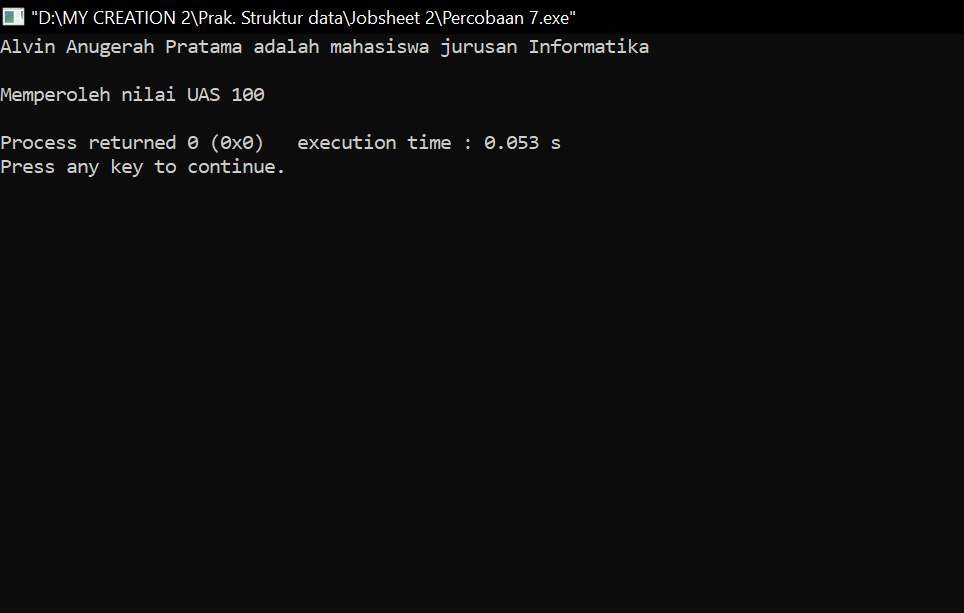 "D:\MY CREATION 2\Prak. Struktur data\Jobsheet 2\Percobaan 7.exe"
Alvin Anugerah Pratama adalah mahasiswa jurusan Informatika
Memperoleh nilai UAS 100
Process returned 0 (0x0)   execution time : 0.053 s
Press any key to continue.